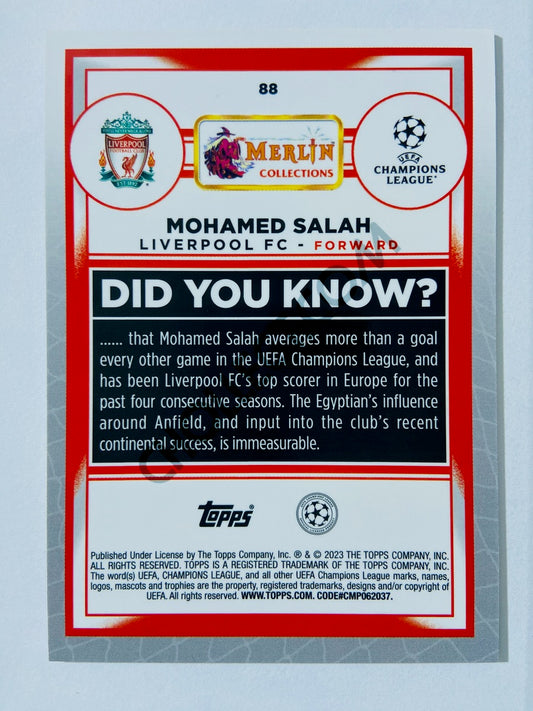 88
LIVERPOOL
FOOTBALL CLUB
EST·1892
MERLIN
COLLECTIONS
UEFA
CHAMPIONS
LEAGUE®
MOHAMED SALAH
LIVERPOOL FC - FORWARD
DID YOU KNOW?
...... that Mohamed Salah averages more than a goal
every other game in the UEFA Champions League, and
has been Liverpool FC's top scorer in Europe for the
past four consecutive seasons. The Egyptian's influence
around Anfield, and input into the club's recent
continental success, is immeasurable.
topps®
Published Under License by The Topps Company, Inc. ® & © 2023 THE TOPPS COMPANY, INC.
ALL RIGHTS RESERVED. TOPPS IS A REGISTERED TRADEMARK OF THE TOPPS COMPANY, INC.
The word(s) UEFA, CHAMPIONS LEAGUE, and all other UEFA Champions League marks, names,
logos, mascots and trophies are the property, registered trademarks, designs and/or copyright of
UEFA. All rights reserved. WWW.TOPPS.COM. CODE#CMP062037.